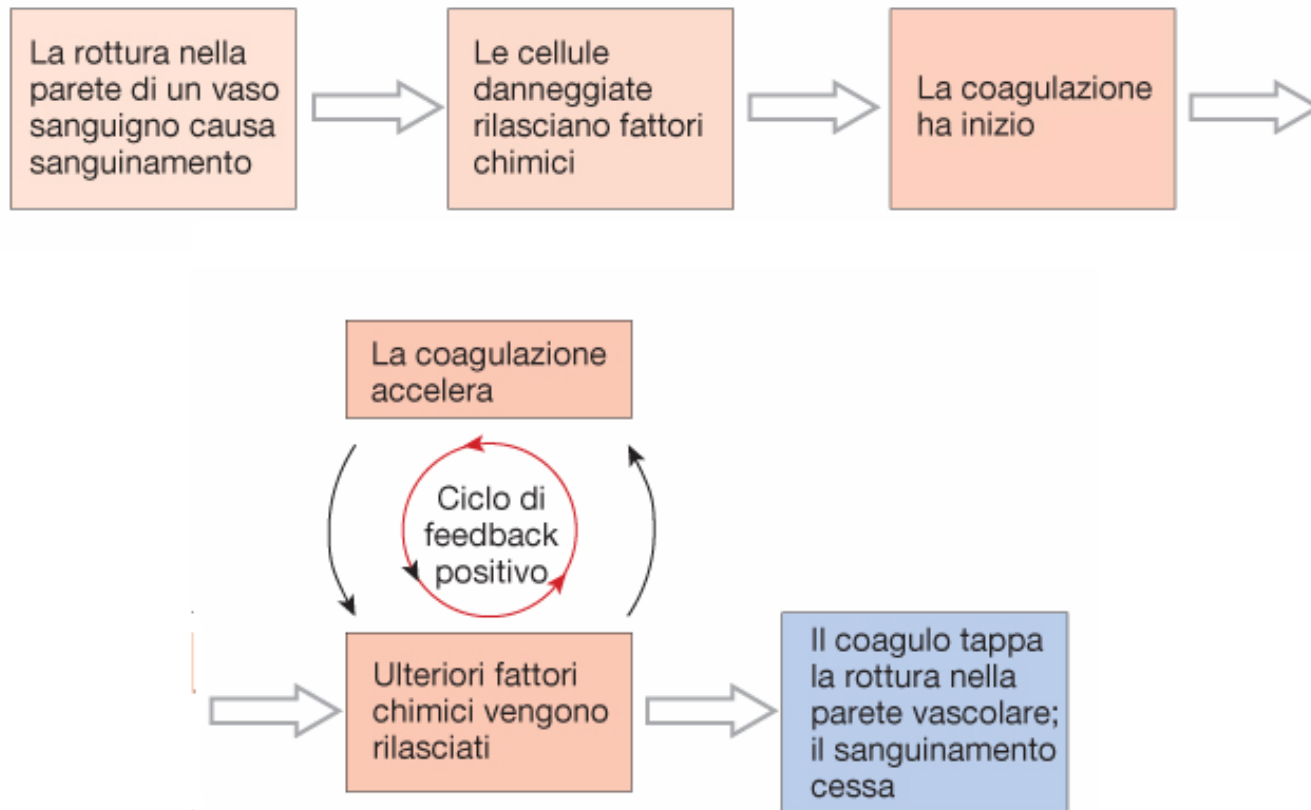 La rottura nella
parete di un vaso
sanguigno causa
sanguinamento
Le cellule
danneggiate
rilasciano fattori
chimici
La coagulazione
ha inizio
La coagulazione
accelera
Ciclo di
feedback
positivo
Ulteriori fattori
chimici vengono
rilasciati
Il coagulo tappa
la rottura nella
parete vascolare;
il sanguinamento
cessa